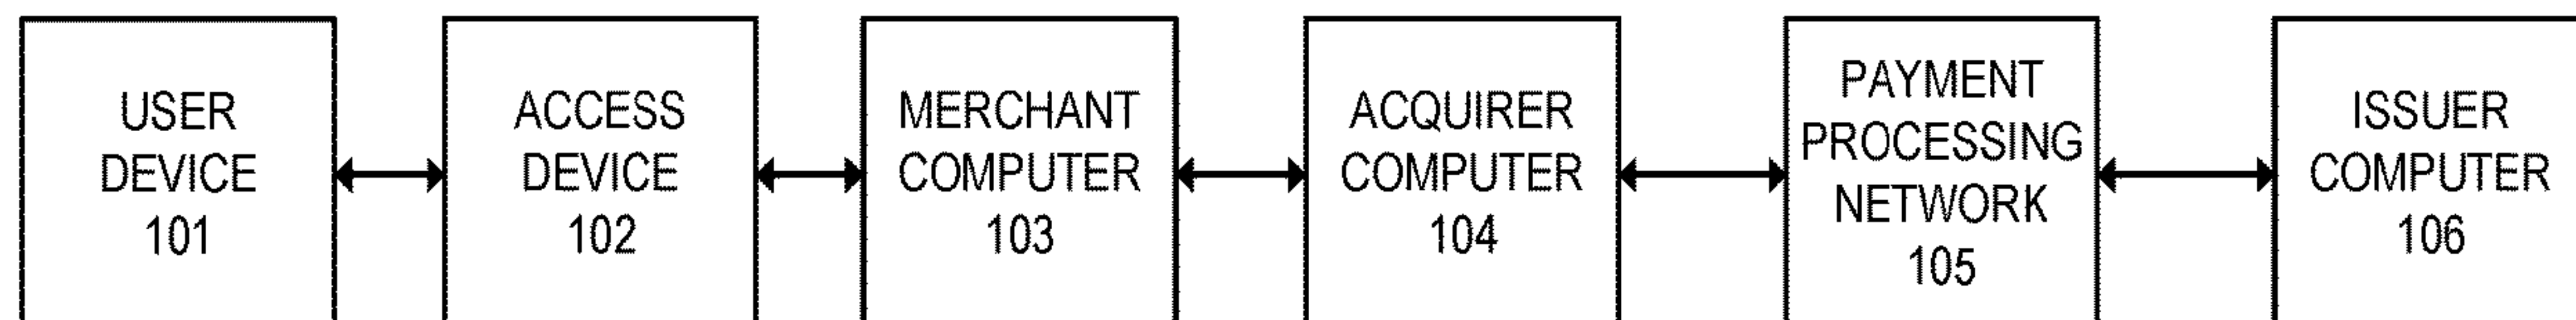 USER
DEVICE
101
ACCESS
DEVICE
102
MERCHANT
COMPUTER
103
ACQUIRER
COMPUTER
104
PAYMENT
PROCESSING
NETWORK
105
ISSUER
COMPUTER
106